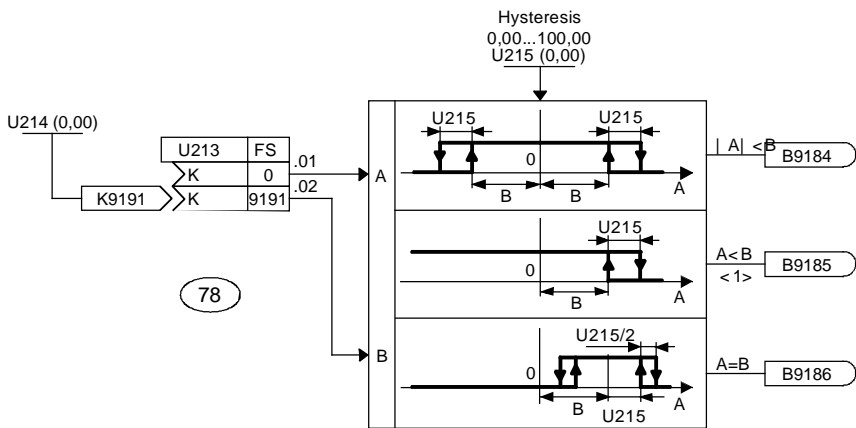 Hysteresis
0,00...100,00
U215 (0,00)
U214 (0,00)
U213 FS
K 0 .01
K9191 K 9191 .02
78
A
B
U215 U215
0
B B A
| A| <B B9184
U215
0
B A
A<B B9185
<1>
U215/2
0
B A
U215
A=B B9186